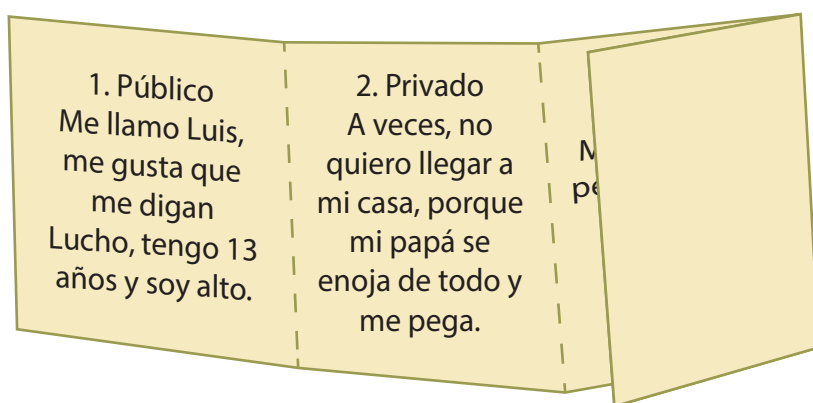 1. Público
Me llamo Luis,
me gusta que
me digan
Lucho, tengo 13
años y soy alto.
2. Privado
A veces, no
quiero llegar a
mi casa, porque
mi papá se
enoja de todo y
me pega.